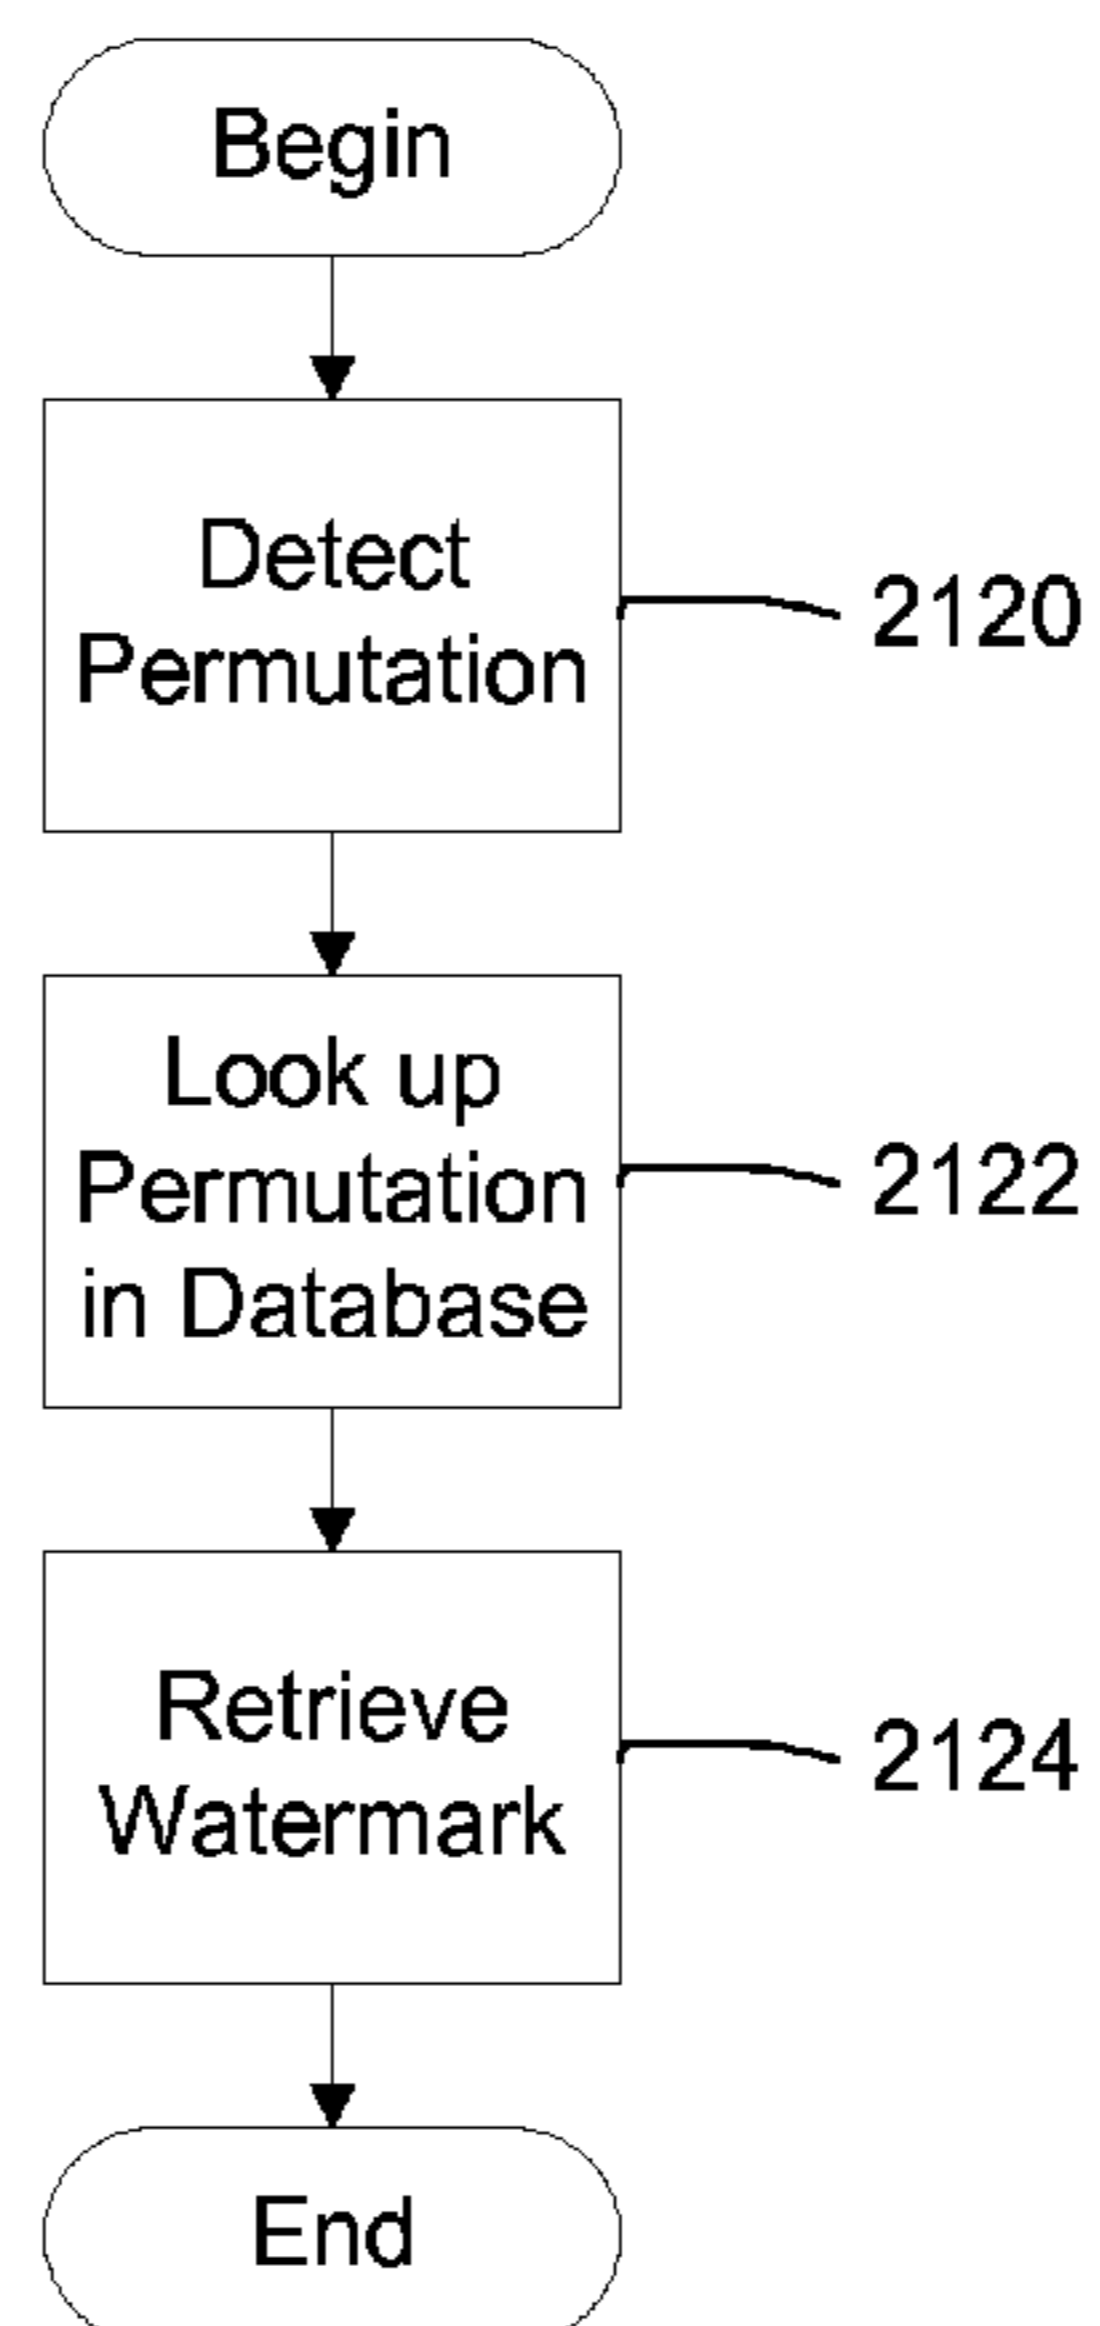 Begin
Detect
Permutation
2120
Look up
Permutation
in Database
2122
Retrieve
Watermark
2124
End